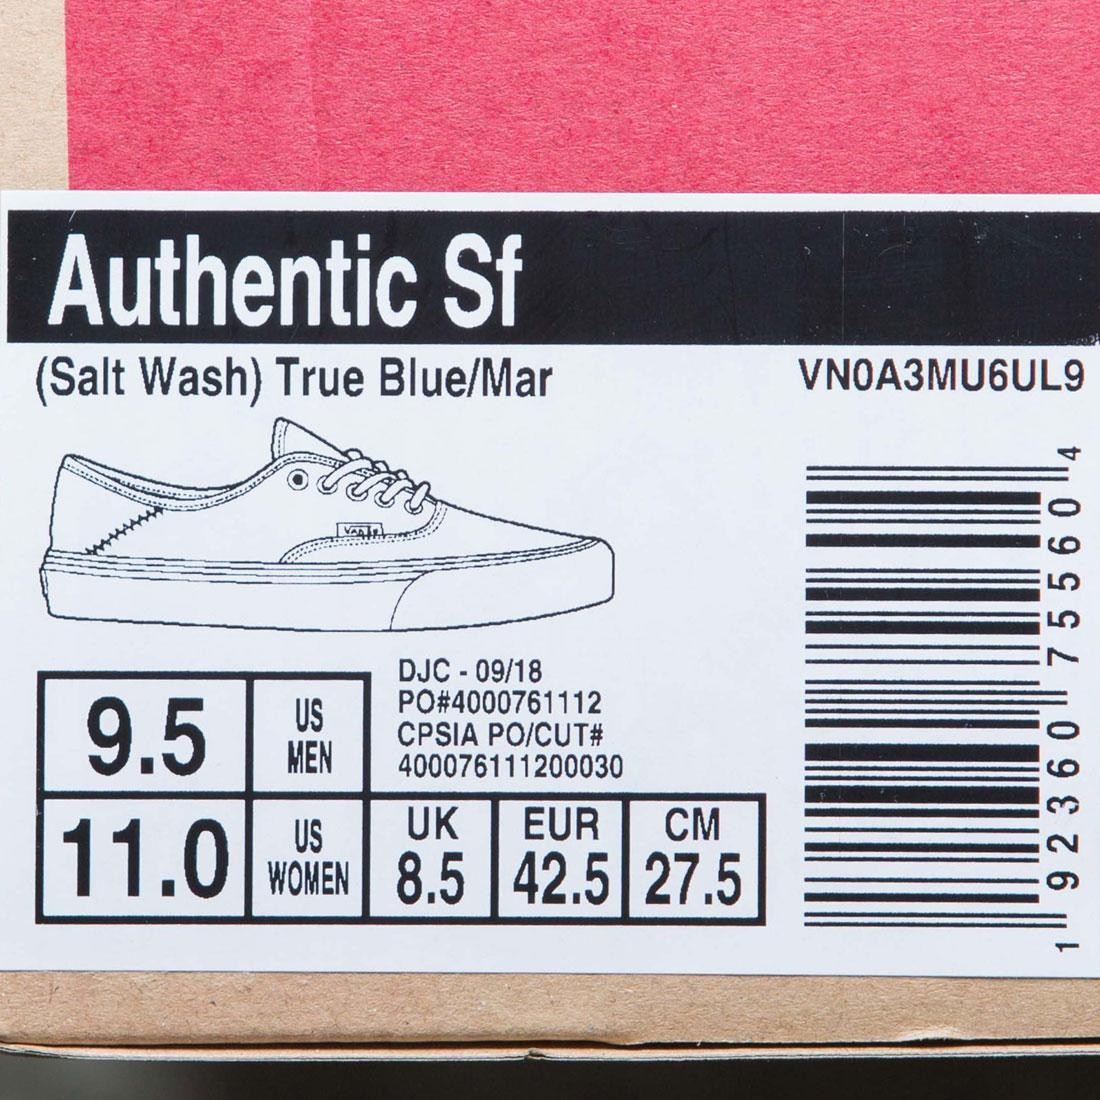 Authentic Sf
(Salt Wash) True Blue/Mar
VN0A3MU6UL9
VANS
DJC - 09/18
PO#4000761112
CPSIA PO/CUT#
400076111200030
9.5 US MEN
11.0 US WOMEN
UK 8.5
EUR 42.5
CM 27.5
1 92360 75560 4